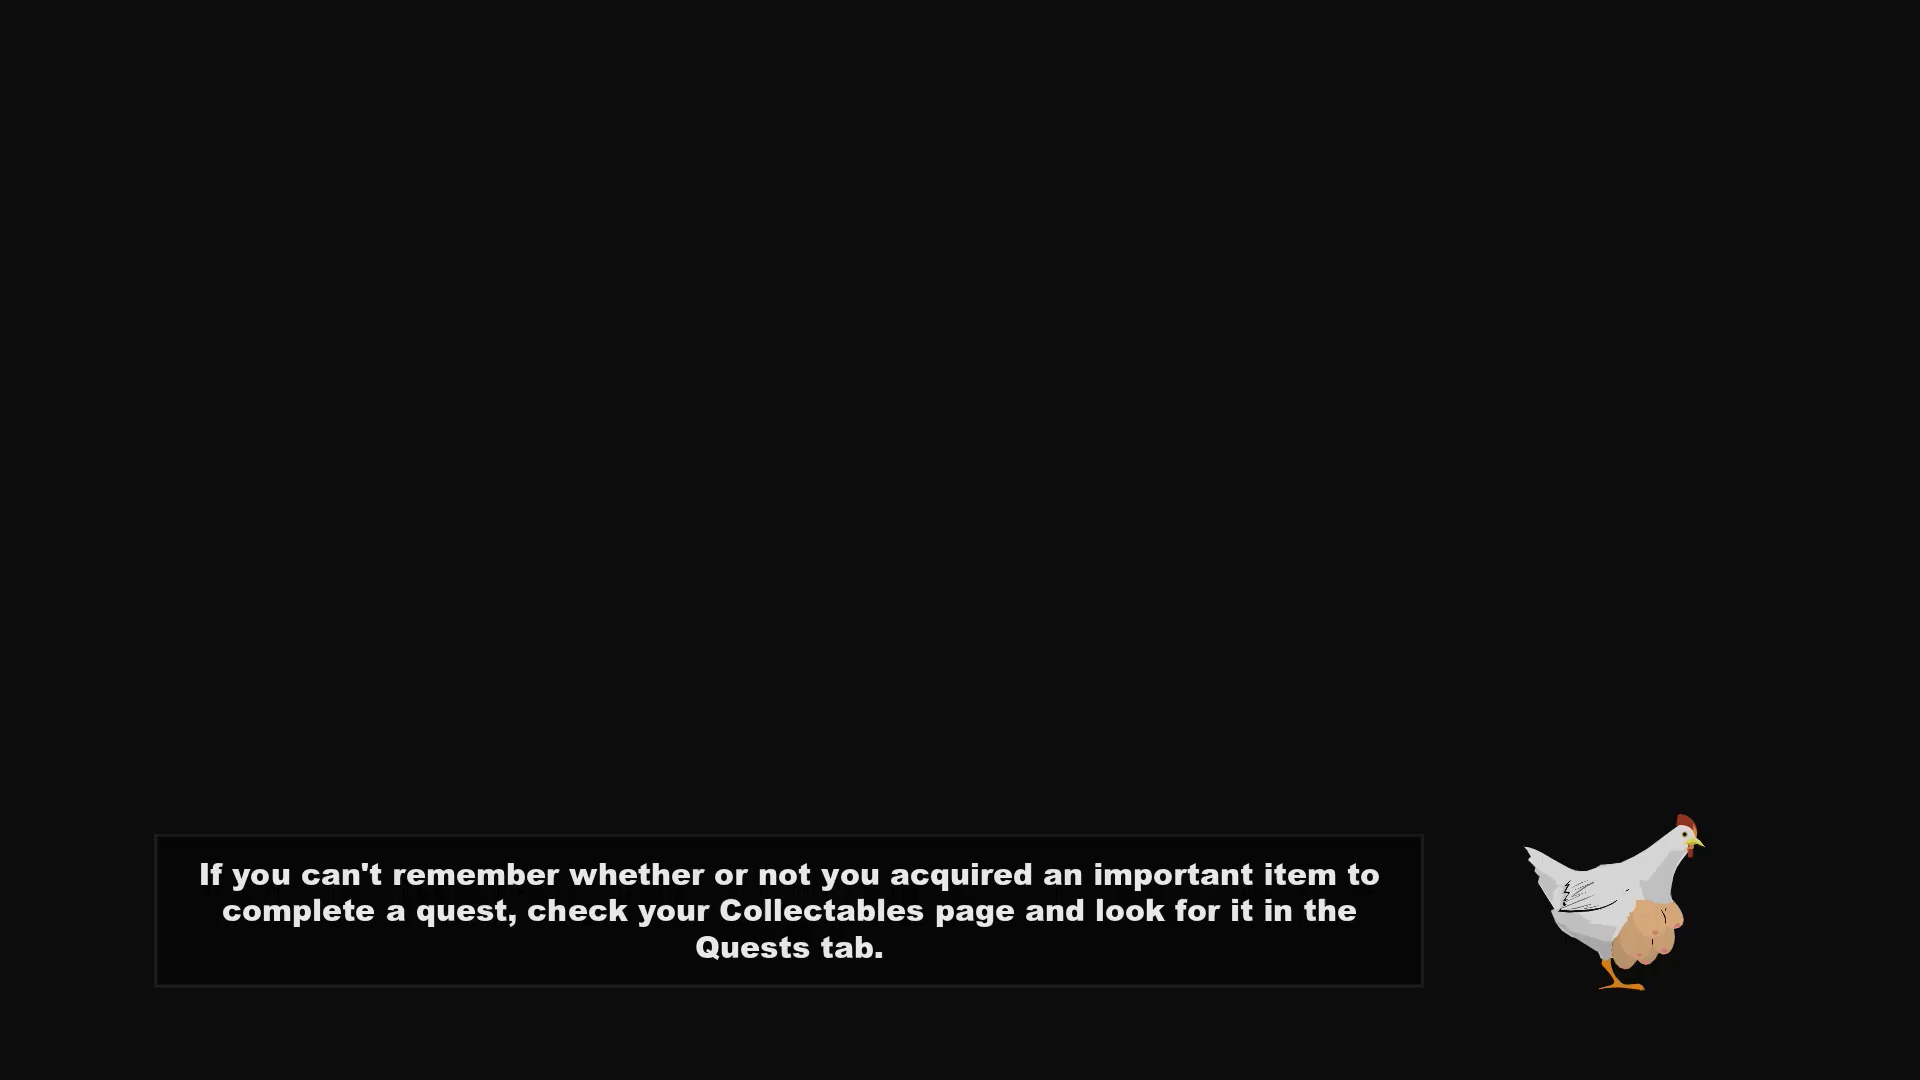 If you can't remember whether or not you acquired an important item to
complete a quest, check your Collectables page and look for it in the
Quests tab.